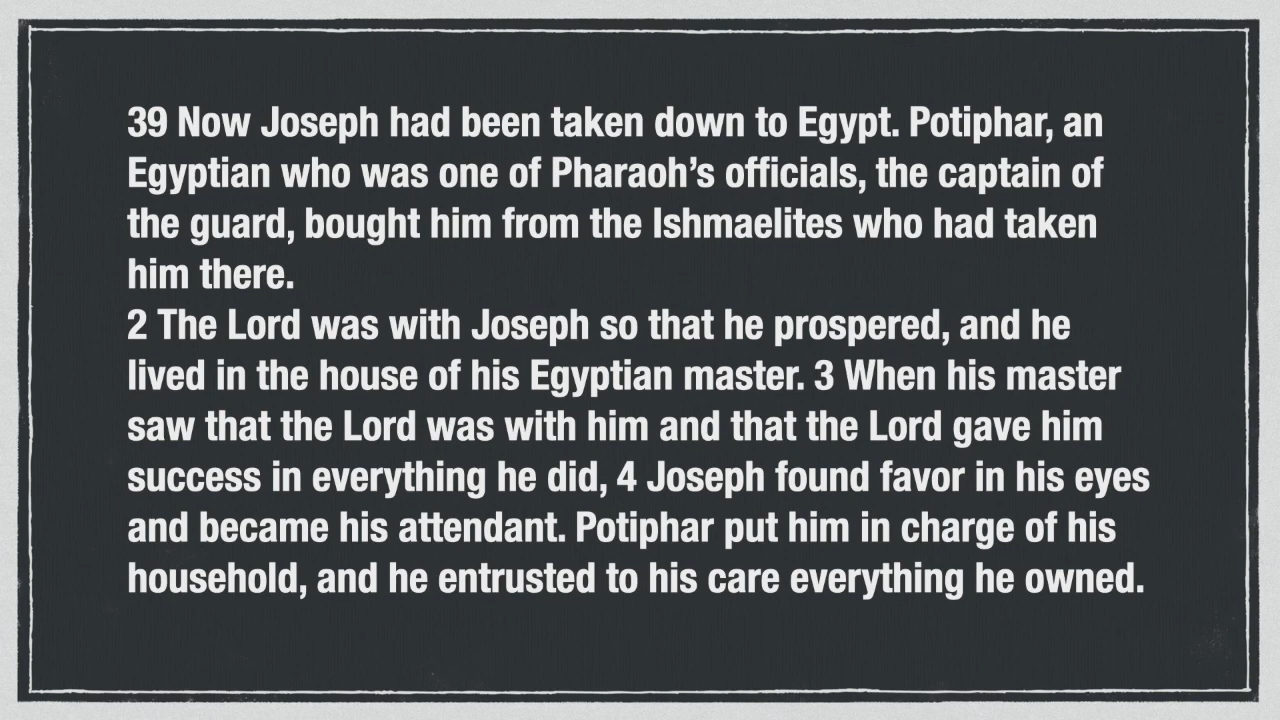 39 Now Joseph had been taken down to Egypt. Potiphar, an
Egyptian who was one of Pharaoh’s officials, the captain of
the guard, bought him from the Ishmaelites who had taken
him there.
2 The Lord was with Joseph so that he prospered, and he
lived in the house of his Egyptian master. 3 When his master
saw that the Lord was with him and that the Lord gave him
success in everything he did, 4 Joseph found favor in his eyes
and became his attendant. Potiphar put him in charge of his
household, and he entrusted to his care everything he owned.